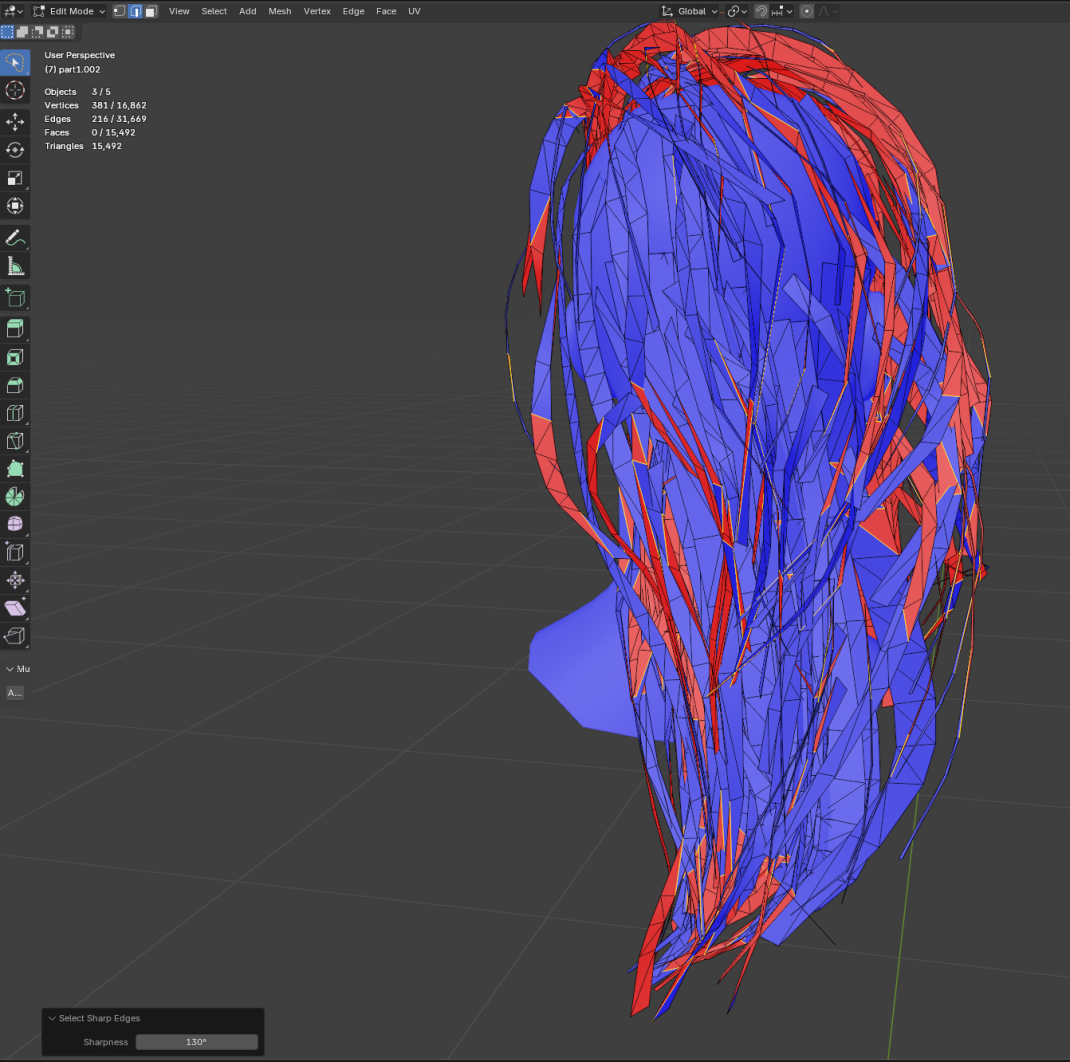 Edit Mode View Select Add Mesh Vertex Edge Face UV Global
User Perspective
(7) part1.002
Objects 3 / 5
Vertices 381 / 16,862
Edges 216 / 31,669
Faces 0 / 15,492
Triangles 15,492
Mu
A...
Select Sharp Edges
Sharpness 130°